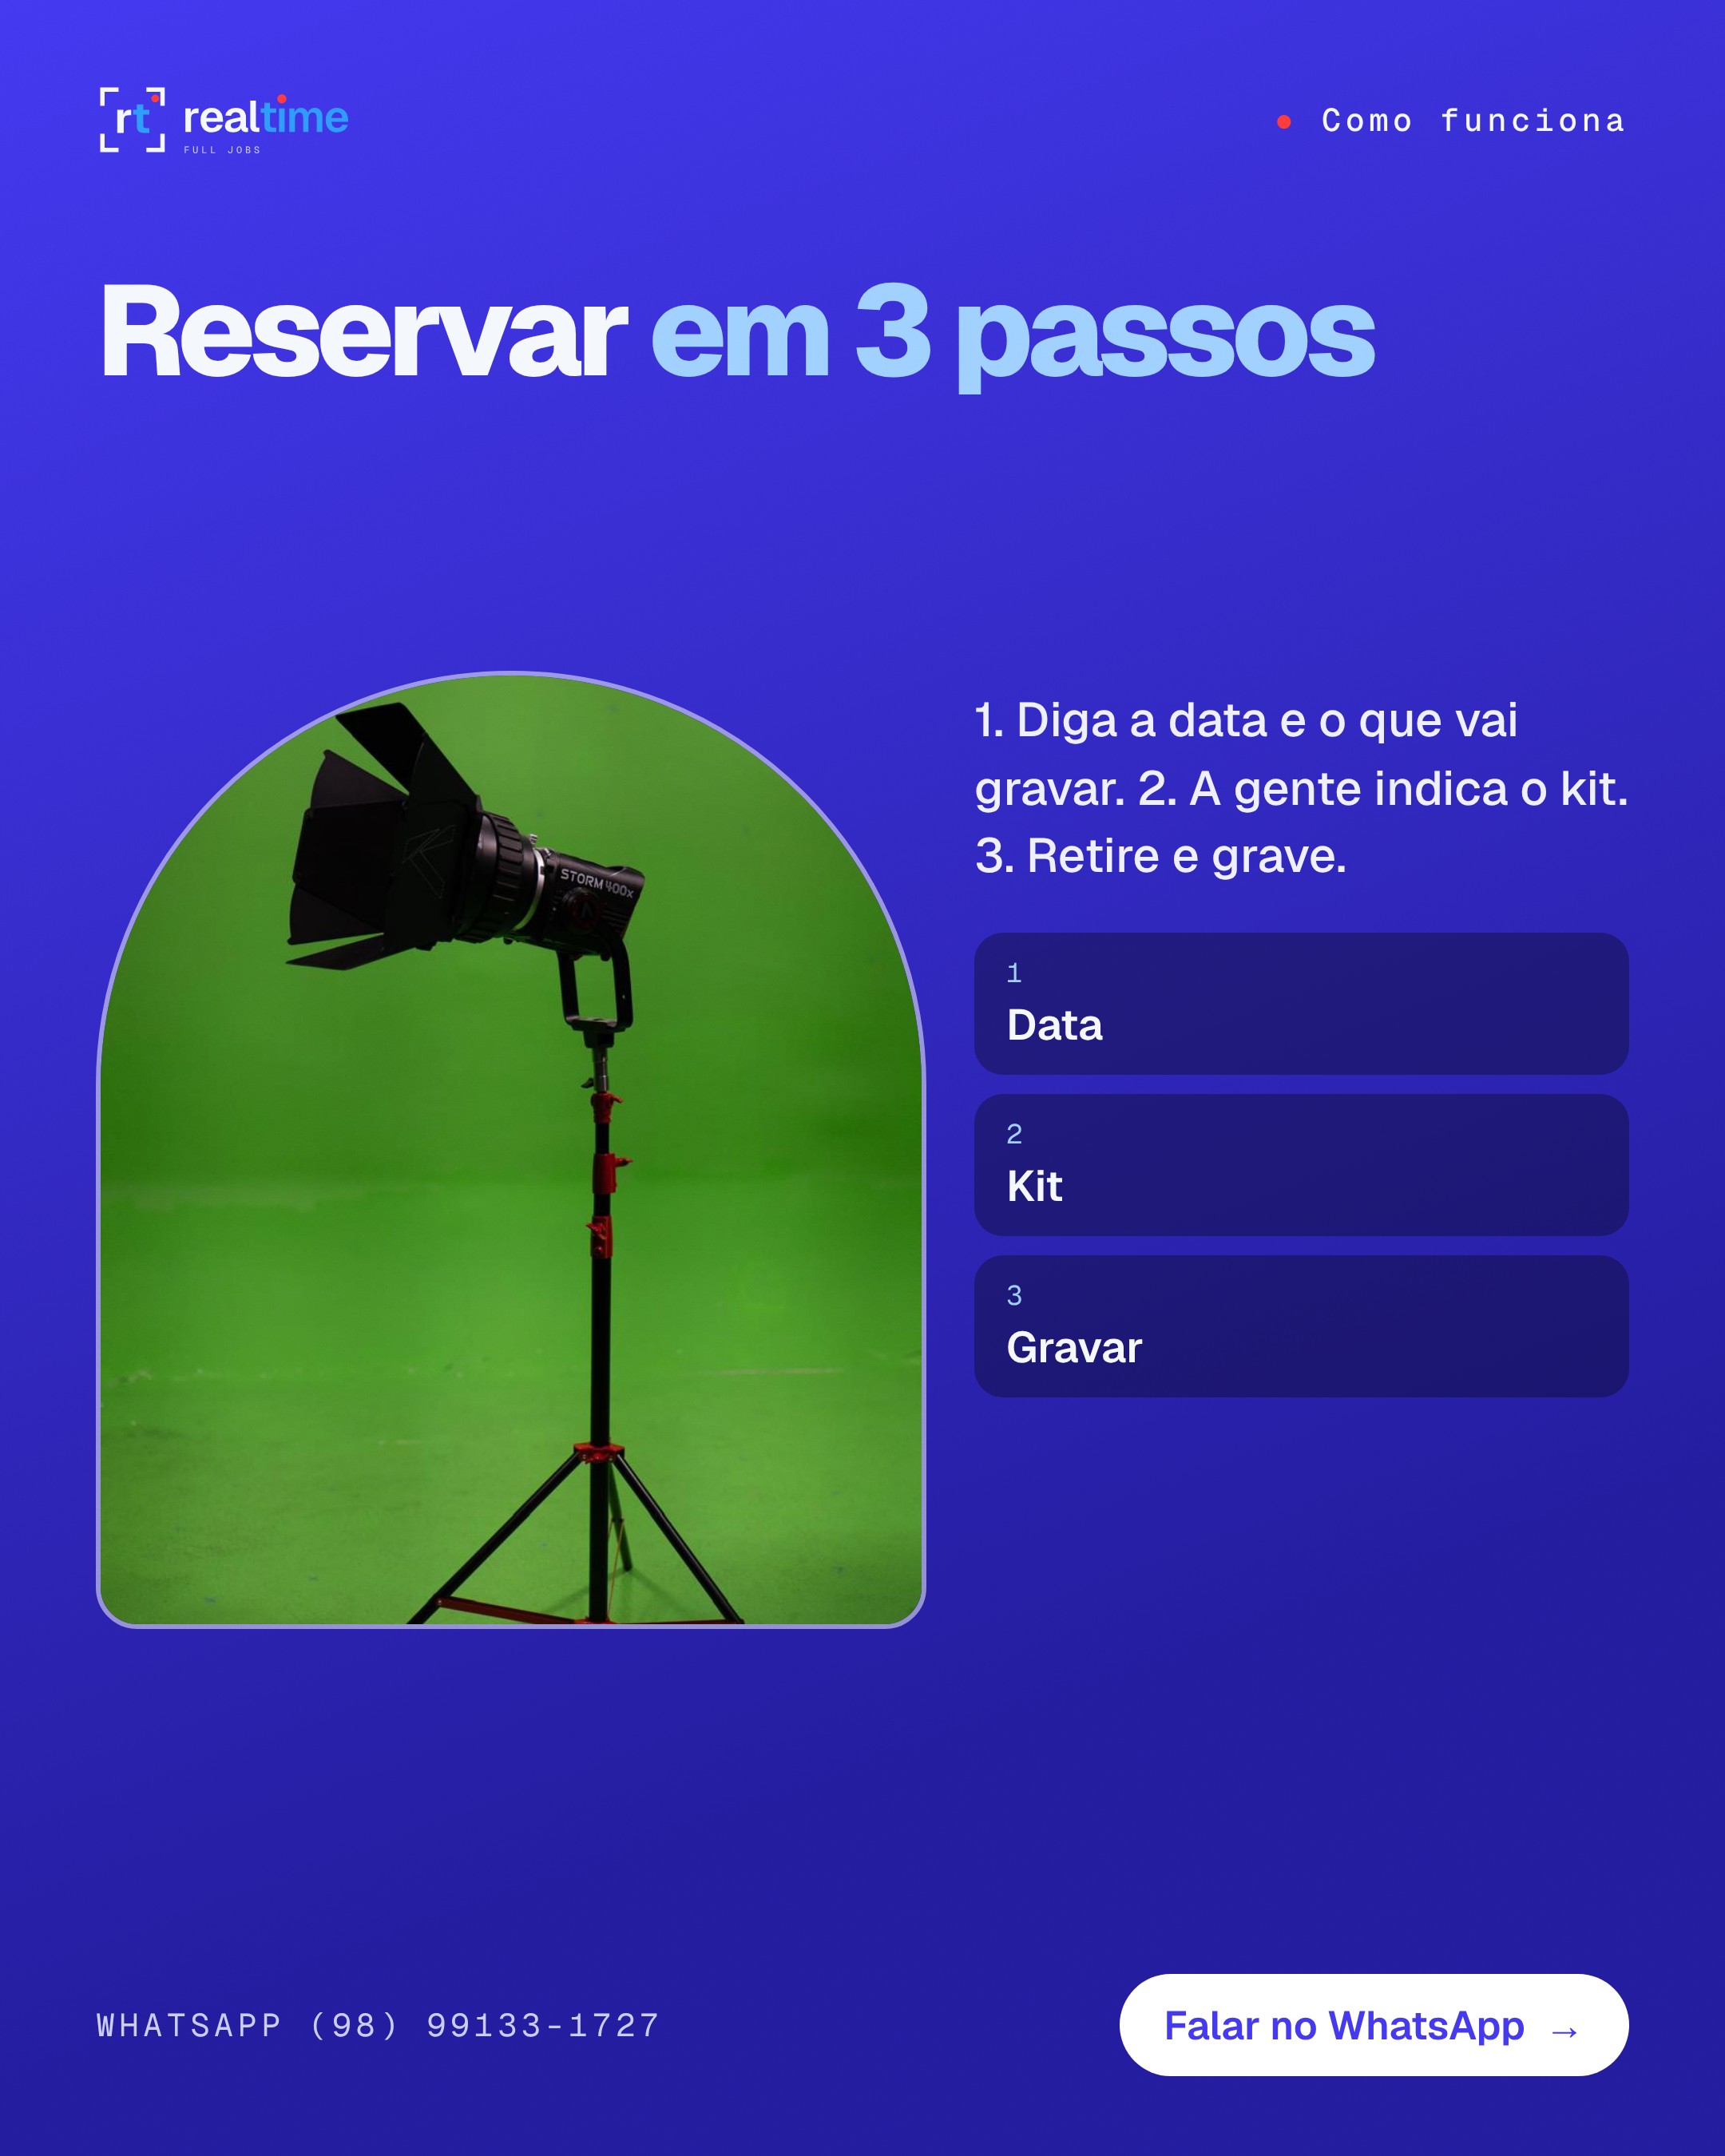 rt realtime
FULL JOBS
Como funciona
Reservar em 3 passos
STORM 400x
1. Diga a data e o que vai
gravar. 2. A gente indica o kit.
3. Retire e grave.
1
Data
2
Kit
3
Gravar
WHATSAPP (98) 99133-1727
Falar no WhatsApp →